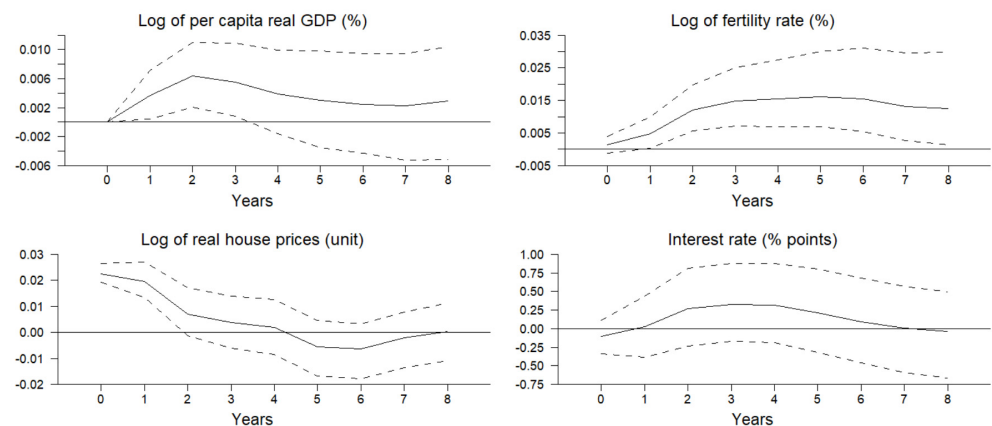 Log of per capita real GDP (%)
0.010
0.006
0.002
-0.002
-0.006
0 1 2 3 4 5 6 7 8
Years
Log of fertility rate (%)
0.035
0.025
0.015
0.005
-0.005
0 1 2 3 4 5 6 7 8
Years
Log of real house prices (unit)
0.03
0.02
0.01
0.00
-0.01
-0.02
0 1 2 3 4 5 6 7 8
Years
Interest rate (% points)
1.00
0.75
0.50
0.25
0.00
-0.25
-0.50
-0.75
0 1 2 3 4 5 6 7 8
Years